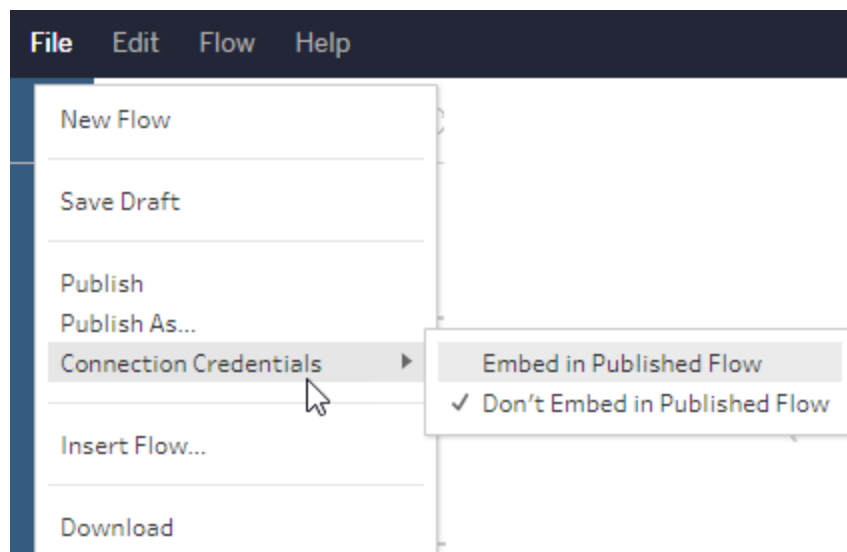 File Edit Flow Help
New Flow
Save Draft
Publish
Publish As...
Connection Credentials
Embed in Published Flow
✓ Don't Embed in Published Flow
Insert Flow...
Download